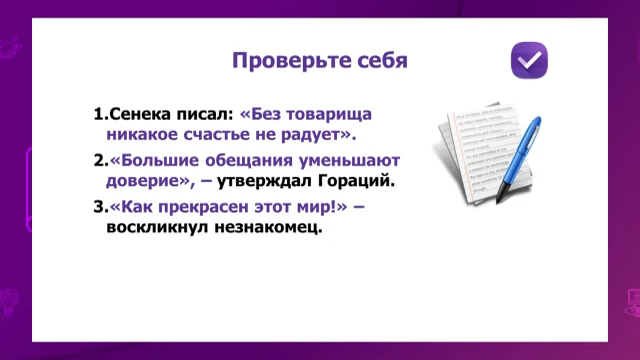 Проверьте себя
1.Сенека писал: «Без товарища
никакое счастье не радует».
2.«Большие обещания уменьшают
доверие», – утверждал Гораций.
3.«Как прекрасен этот мир!» –
воскликнул незнакомец.